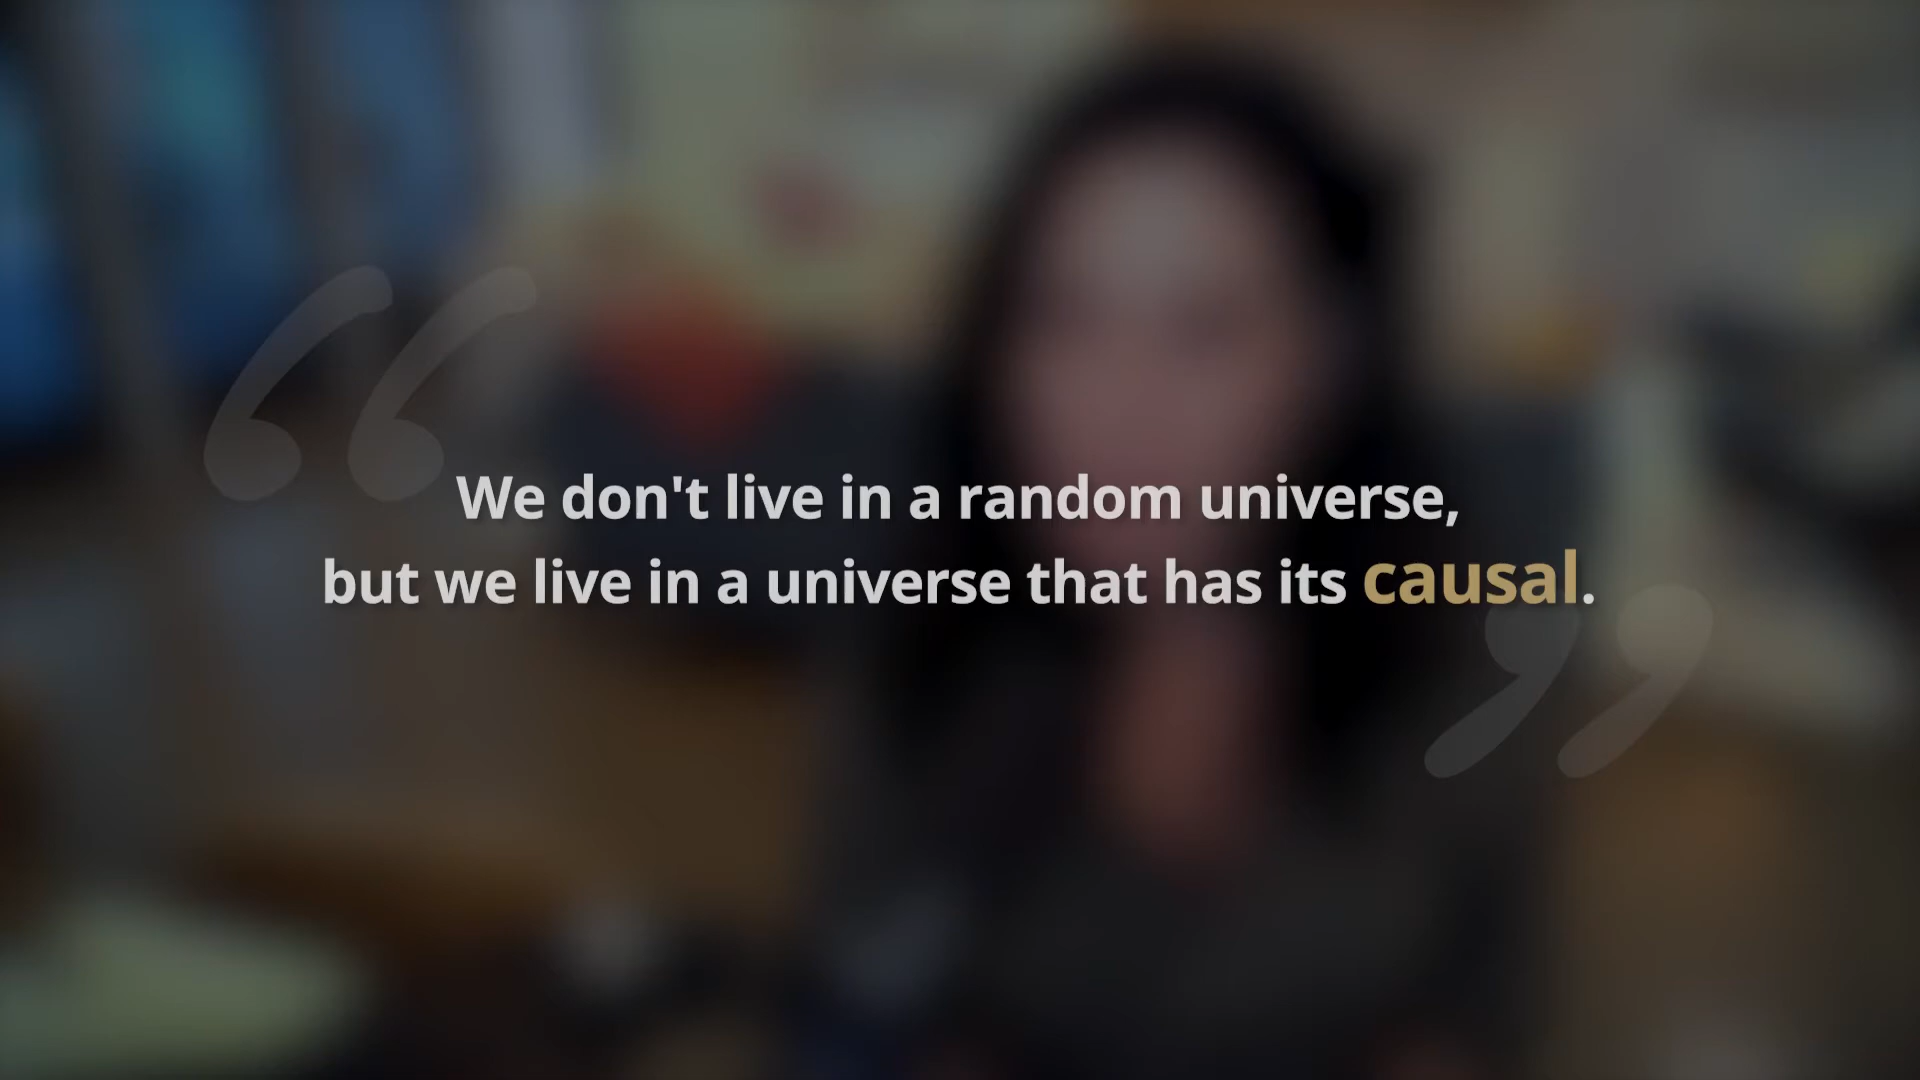 We don't live in a random universe,
but we live in a universe that has its causal.